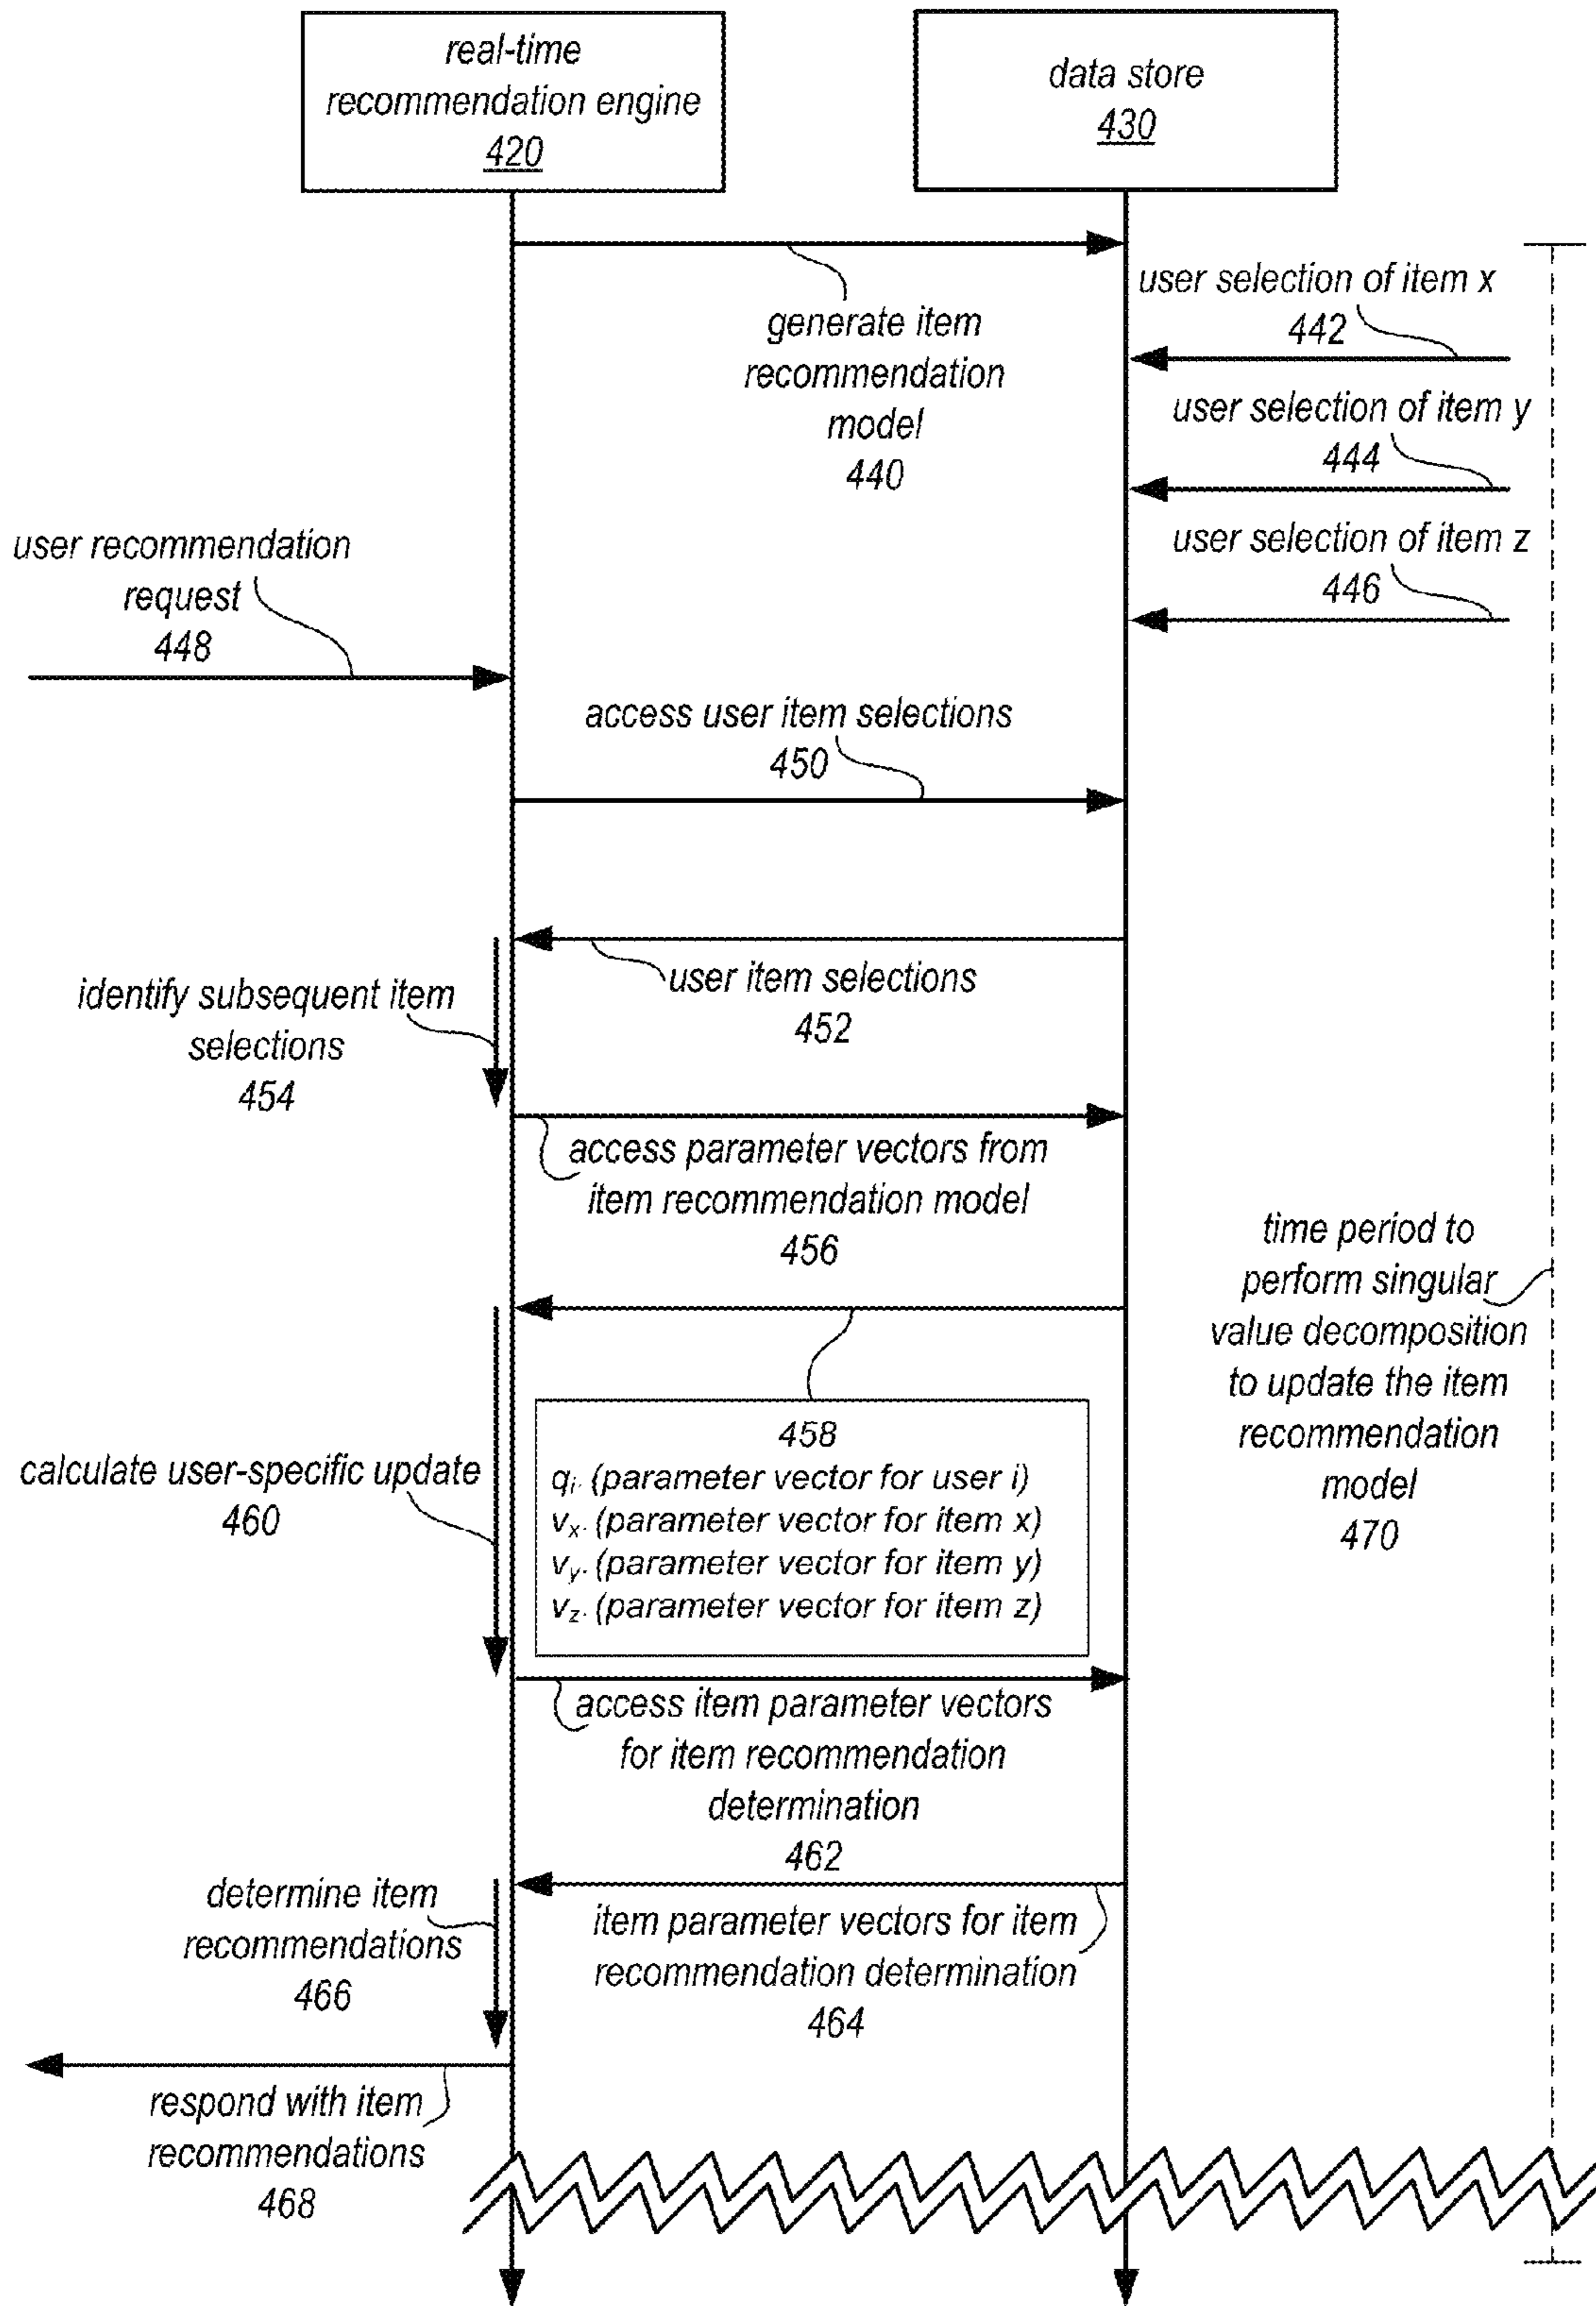 real-time
recommendation engine
420
data store
430
generate item
recommendation
model
440
user selection of item x
442
user selection of item y
444
user selection of item z
446
user recommendation
request
448
access user item selections
450
user item selections
452
identify subsequent item
selections
454
access parameter vectors from
item recommendation model
456
time period to
perform singular
value decomposition
to update the item
recommendation
model
470
458
qi· (parameter vector for user i)
vx· (parameter vector for item x)
vy· (parameter vector for item y)
vz· (parameter vector for item z)
calculate user-specific update
460
access item parameter vectors
for item recommendation
determination
462
determine item
recommendations
466
item parameter vectors for item
recommendation determination
464
respond with item
recommendations
468